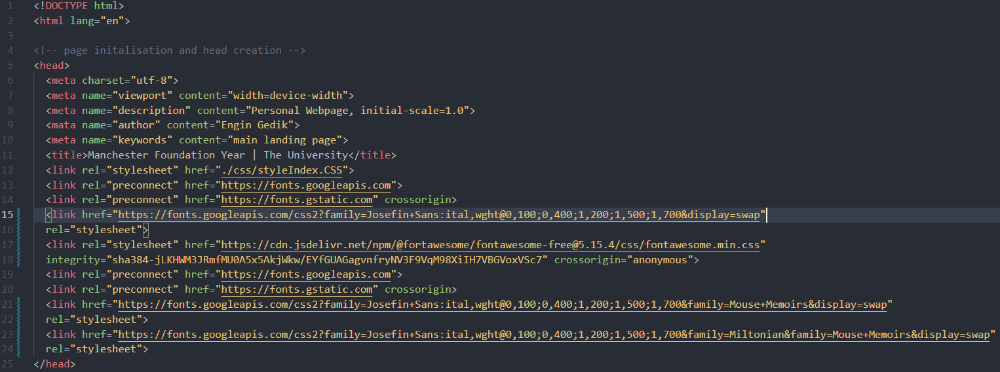 1 <!DOCTYPE html>
2 <html lang="en">
3
4 <!-- page initalisation and head creation -->
5 <head>
6 <meta charset="utf-8">
7 <meta name="viewport" content="width=device-width">
8 <meta name="description" content="Personal Webpage, initial-scale=1.0">
9 <mata name="author" content="Engin Gedik">
10 <meta name="keywords" content="main landing page">
11 <title>Manchester Foundation Year | The University</title>
12 <link rel="stylesheet" href="./css/styleIndex.CSS">
13 <link rel="preconnect" href="https://fonts.googleapis.com">
14 <link rel="preconnect" href="https://fonts.gstatic.com" crossorigin>
15 <link href="https://fonts.googleapis.com/css2?family=Josefin+Sans:ital,wght@0,100;0,400;1,200;1,500;1,700&display=swap"
16 rel="stylesheet">
17 <link rel="stylesheet" href="https://cdn.jsdelivr.net/npm/@fortawesome/fontawesome-free@5.15.4/css/fontawesome.min.css"
18 integrity="sha384-jLKHWM3JRmfMU0A5x5AkjWkw/EYfGUAGagvnfryNV3F9VqM98XiIH7VBGVoxVSc7" crossorigin="anonymous">
19 <link rel="preconnect" href="https://fonts.googleapis.com">
20 <link rel="preconnect" href="https://fonts.gstatic.com" crossorigin>
21 <link href="https://fonts.googleapis.com/css2?family=Josefin+Sans:ital,wght@0,100;0,400;1,200;1,500;1,700&family=Mouse+Memoirs&display=swap"
22 rel="stylesheet">
23 <link href="https://fonts.googleapis.com/css2?family=Josefin+Sans:ital,wght@0,100;0,400;1,200;1,500;1,700&family=Miltonian&family=Mouse+Memoirs&display=swap"
24 rel="stylesheet">
25 </head>